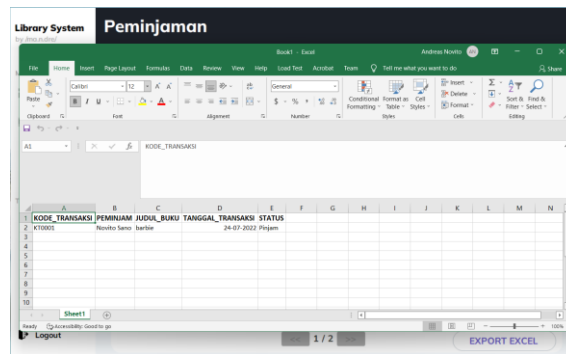 Library System
Peminjaman
Book1 - Excel
Andreas Novito
AN
File Home Insert Page Layout Formulas Data Review View Help Load Test Acrobat Team Tell me what you want to do
Share
Paste
Calibri 12 A A
B I U A
ab
General
$ % , 
Conditional Formatting
Format as Table
Cell Styles
Insert
Delete
Format
Sort & Filter
Find & Select
Clipboard Font Alignment Number Styles Cells Editing
A1 fx KODE_TRANSAKSI
A B C D E F G H I J K L M N
1 KODE_TRANSAKSI PEMINJAM JUDUL_BUKU TANGGAL_TRANSAKSI STATUS
2 KT0001 Novito Sano barbie 24-07-2022 Pinjam
3
4
5
6
7
8
9
10
Sheet1
Ready Accessibility: Good to go 100%
Logout
<< 1 / 2 >>
EXPORT EXCEL